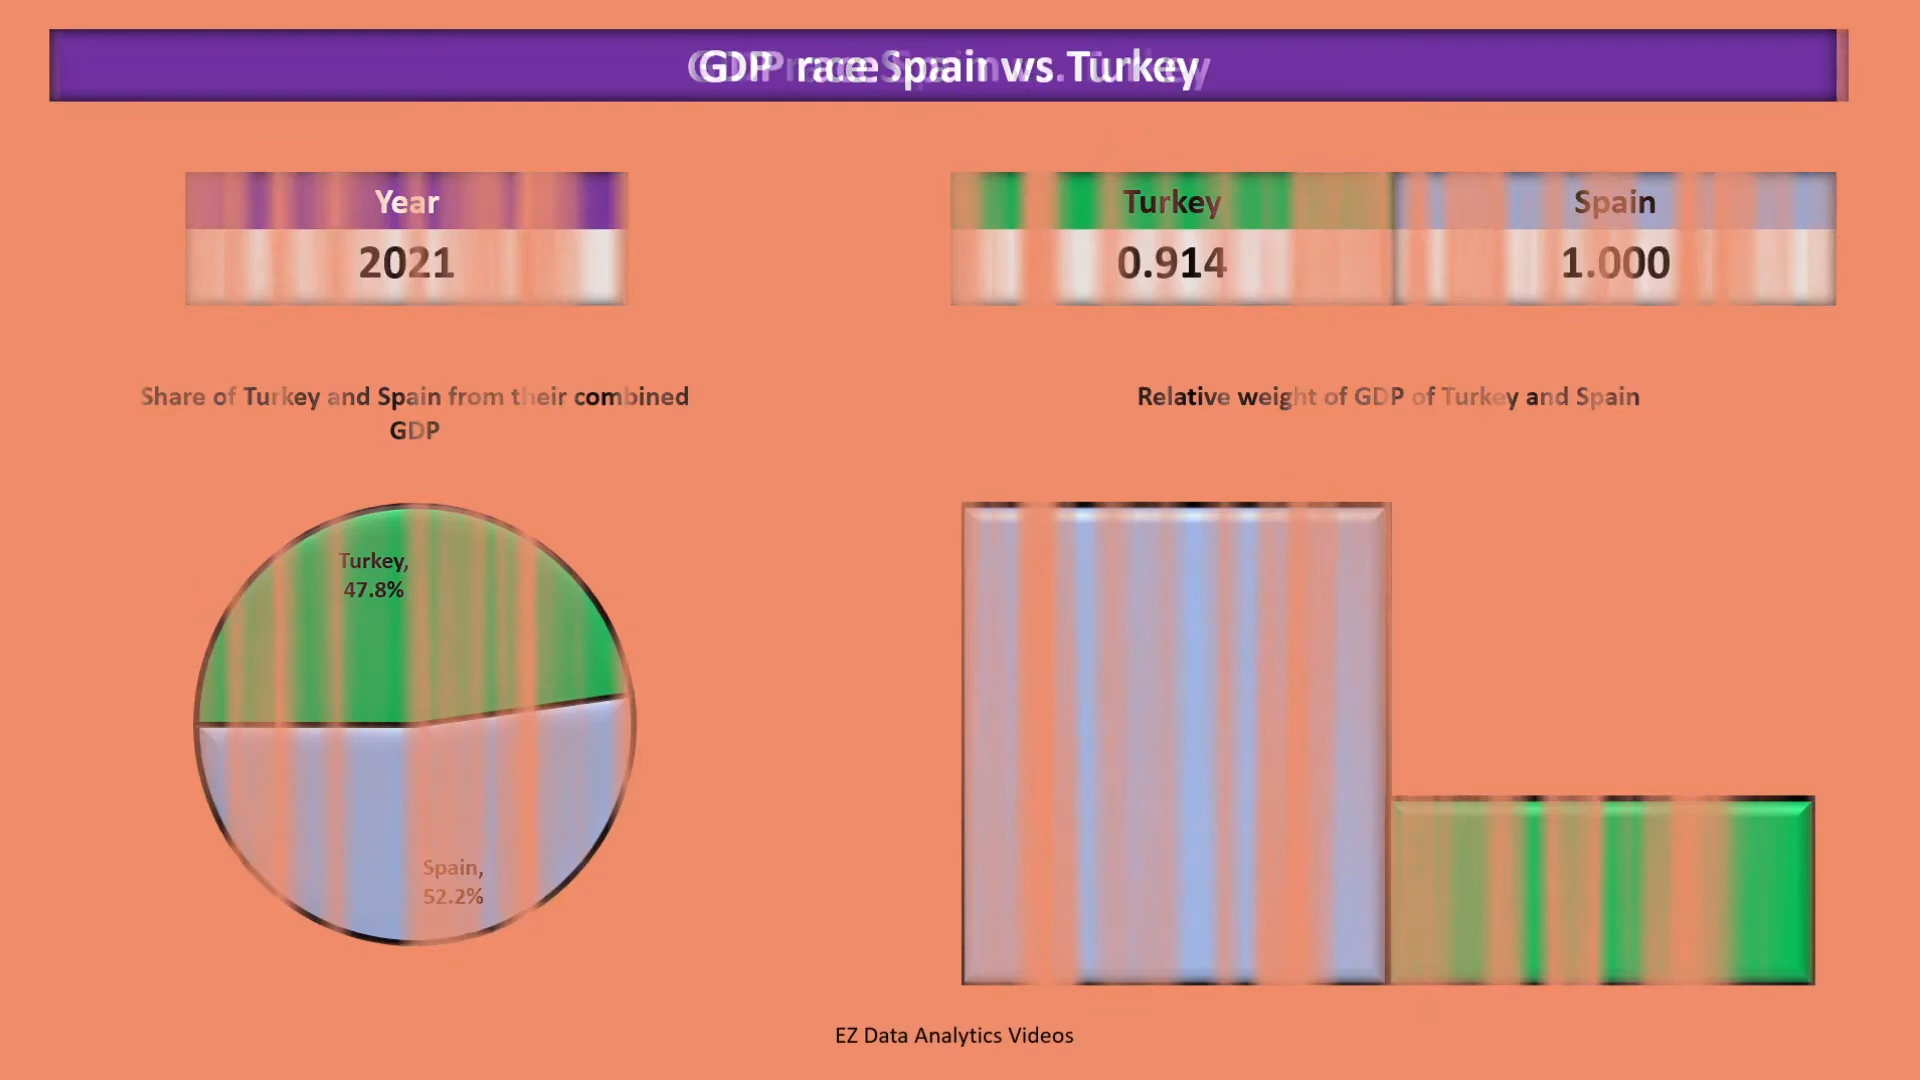 GDP race Spain vs. Turkey
Year
2021
Turkey
0.914
Spain
1.000
Share of Turkey and Spain from their combined
GDP
Relative weight of GDP of Turkey and Spain
Turkey,
47.8%
Spain,
52.2%
EZ Data Analytics Videos